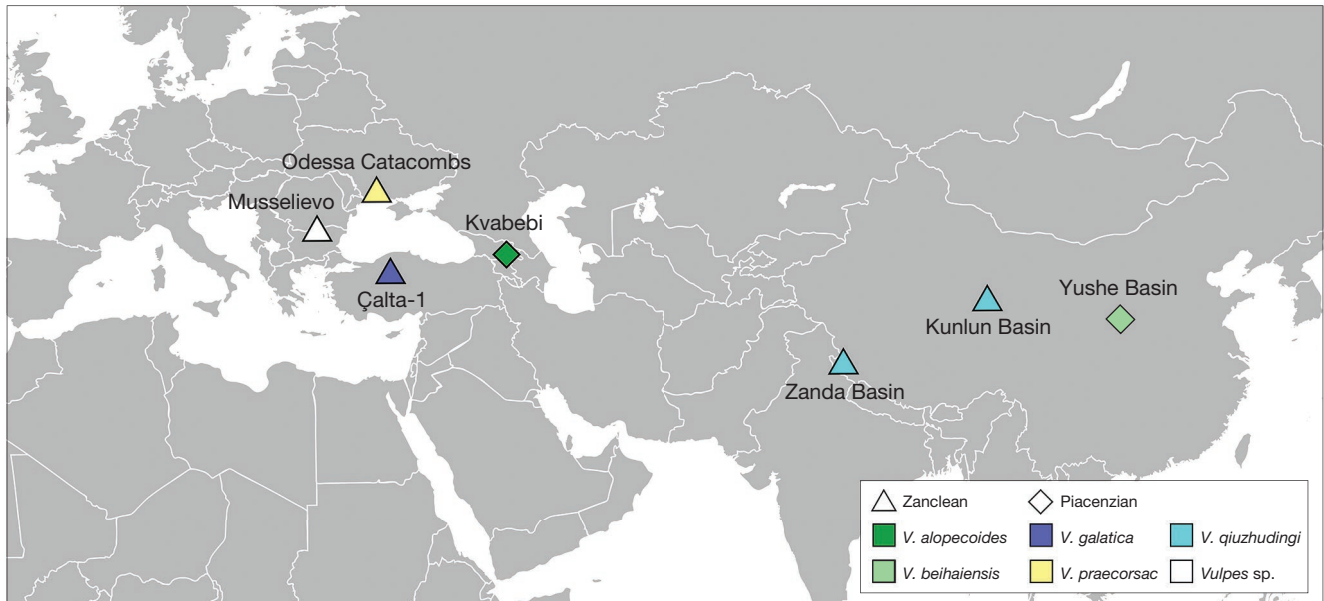 Odessa Catacombs
Musselievo
Kvabebi
Çalta-1
Yushe Basin
Kunlun Basin
Zanda Basin
Zanclean
Piacenzian
V. alopecoides
V. galatica
V. qiuzhudingi
V. beihaiensis
V. praecorsac
Vulpes sp.